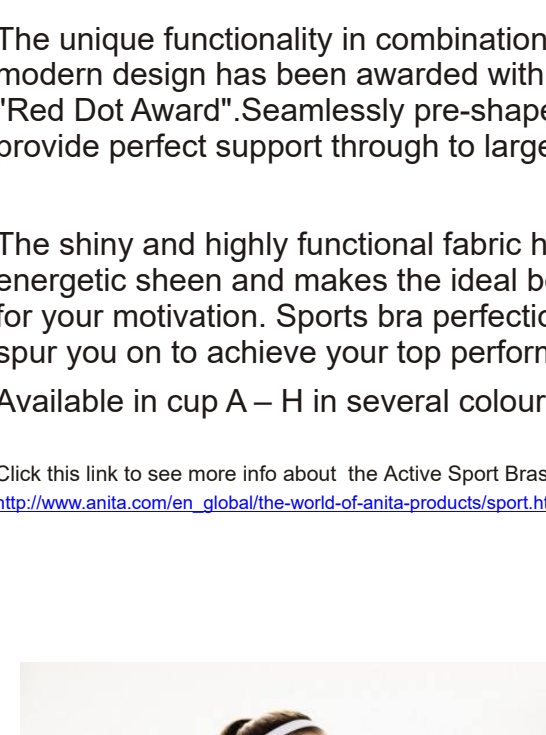 The unique functionality in combination
modern design has been awarded with
"Red Dot Award".Seamlessly pre-shape
provide perfect support through to large
The shiny and highly functional fabric h
energetic sheen and makes the ideal b
for your motivation. Sports bra perfectio
spur you on to achieve your top perfor
Available in cup A – H in several colour
Click this link to see more info about  the Active Sport Bras
http://www.anita.com/en_global/the-world-of-anita-products/sport.ht